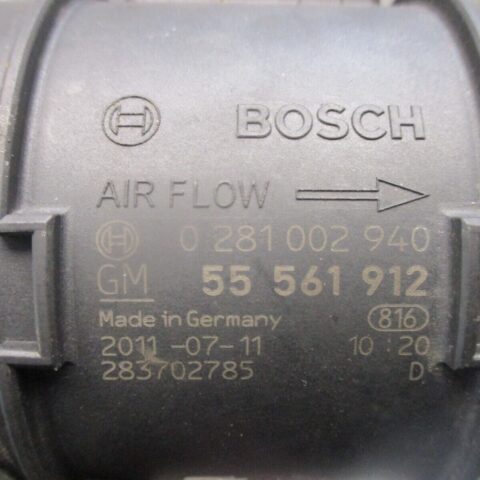 BOSCH
AIR FLOW
0 281 002 940
GM 55 561 912
Made in Germany 816
2011-07-11 10:20
283702785 D